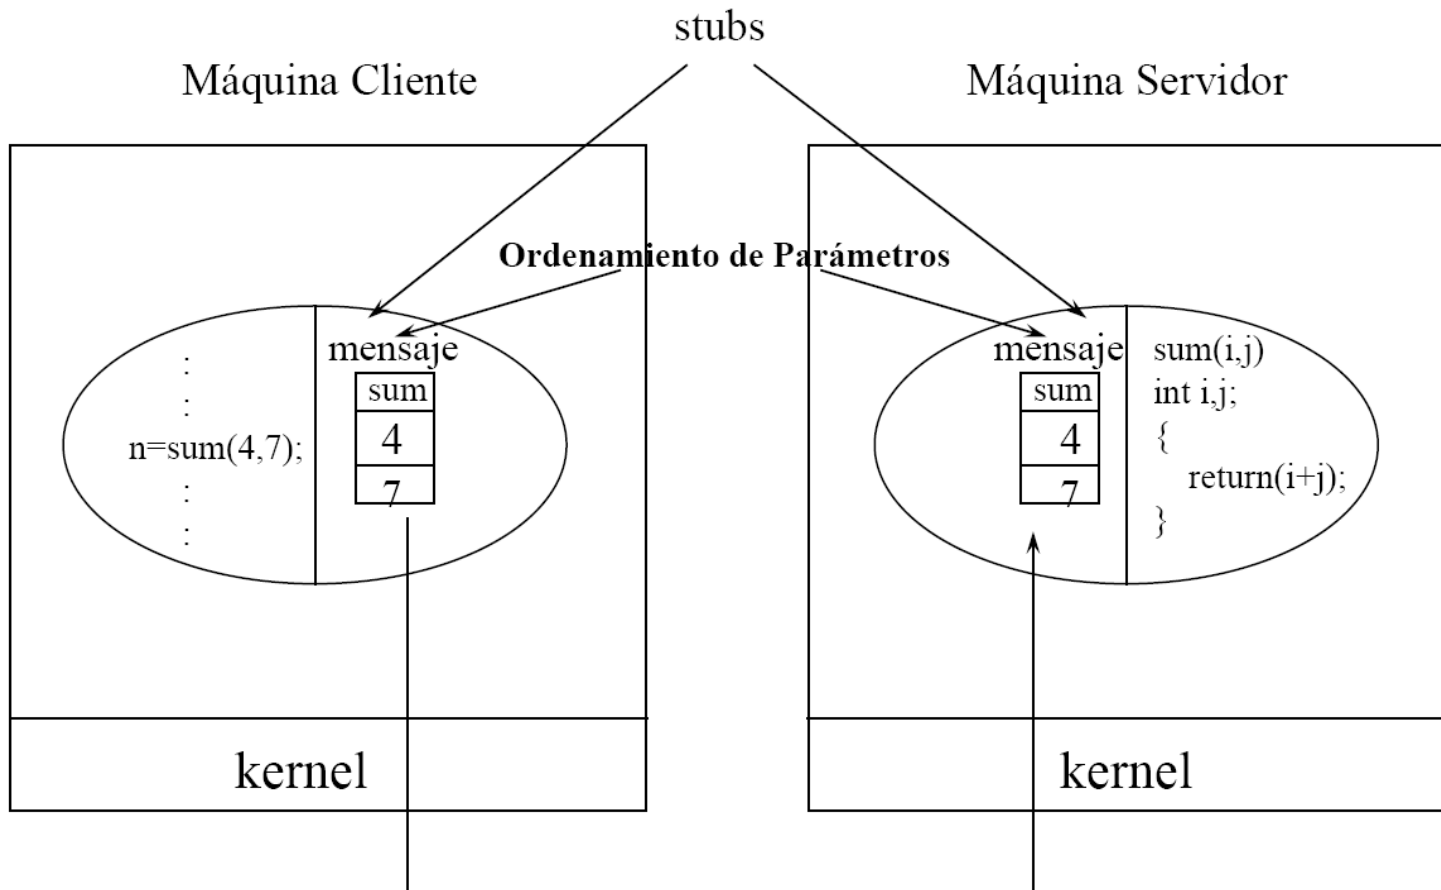 stubs
Máquina Cliente
Máquina Servidor
Ordenamiento de Parámetros
:
:
n=sum(4,7);
:
:
mensaje
sum
4
7
mensaje
sum
4
7
sum(i,j)
int i,j;
{
return(i+j);
}
kernel
kernel